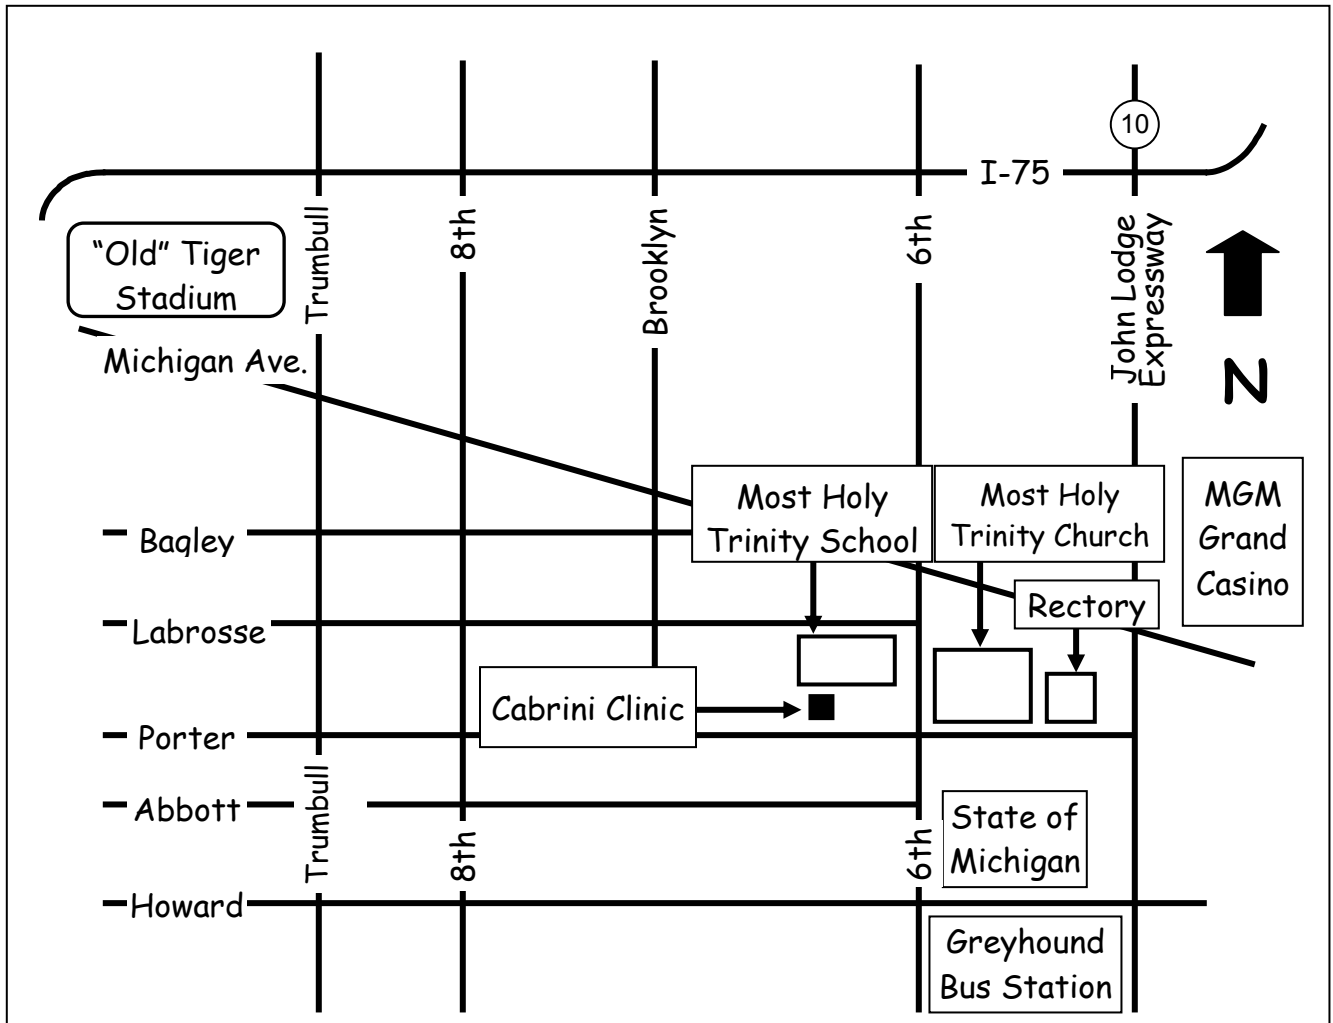 10
I-75
Trumbull
8th
Brooklyn
6th
John Lodge
Expressway
“Old” Tiger
Stadium
Michigan Ave.
N
Most Holy
Trinity School
Most Holy
Trinity Church
MGM
Grand
Casino
Bagley
Rectory
Labrosse
Cabrini Clinic
Porter
Trumbull
Abbott
8th
6th
State of
Michigan
Howard
Greyhound
Bus Station